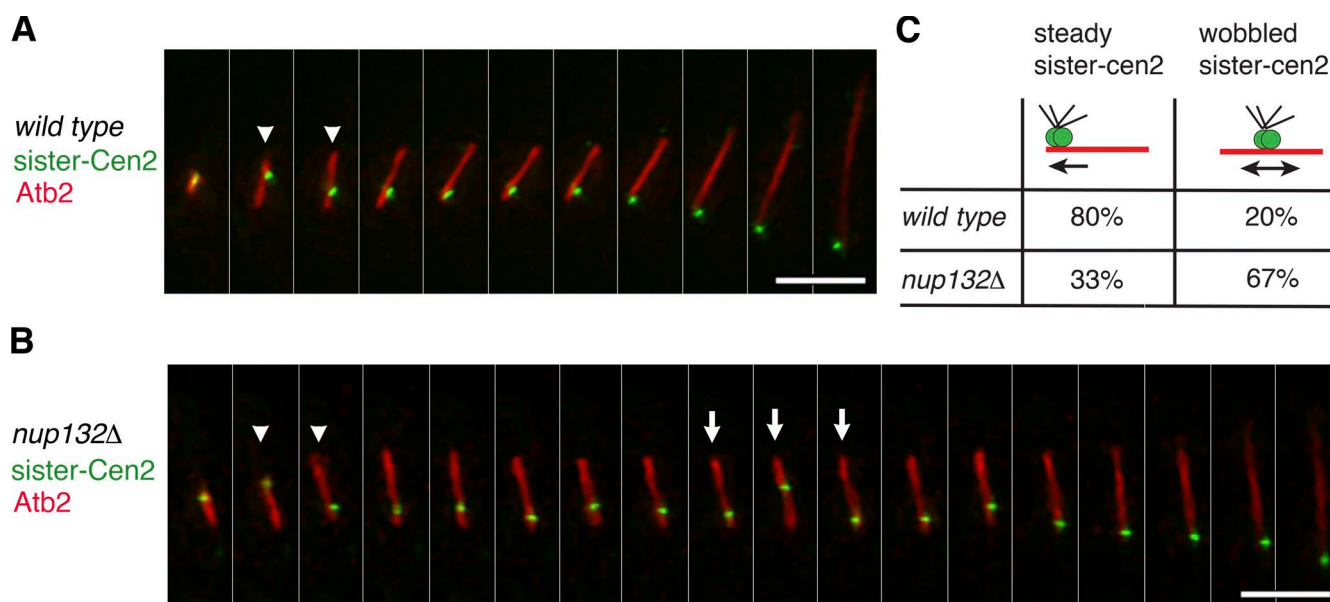 A
wild type
sister-Cen2
Atb2
C
steady
sister-cen2
wobbled
sister-cen2
wild type
80%
20%
nup132Δ
33%
67%
B
nup132Δ
sister-Cen2
Atb2